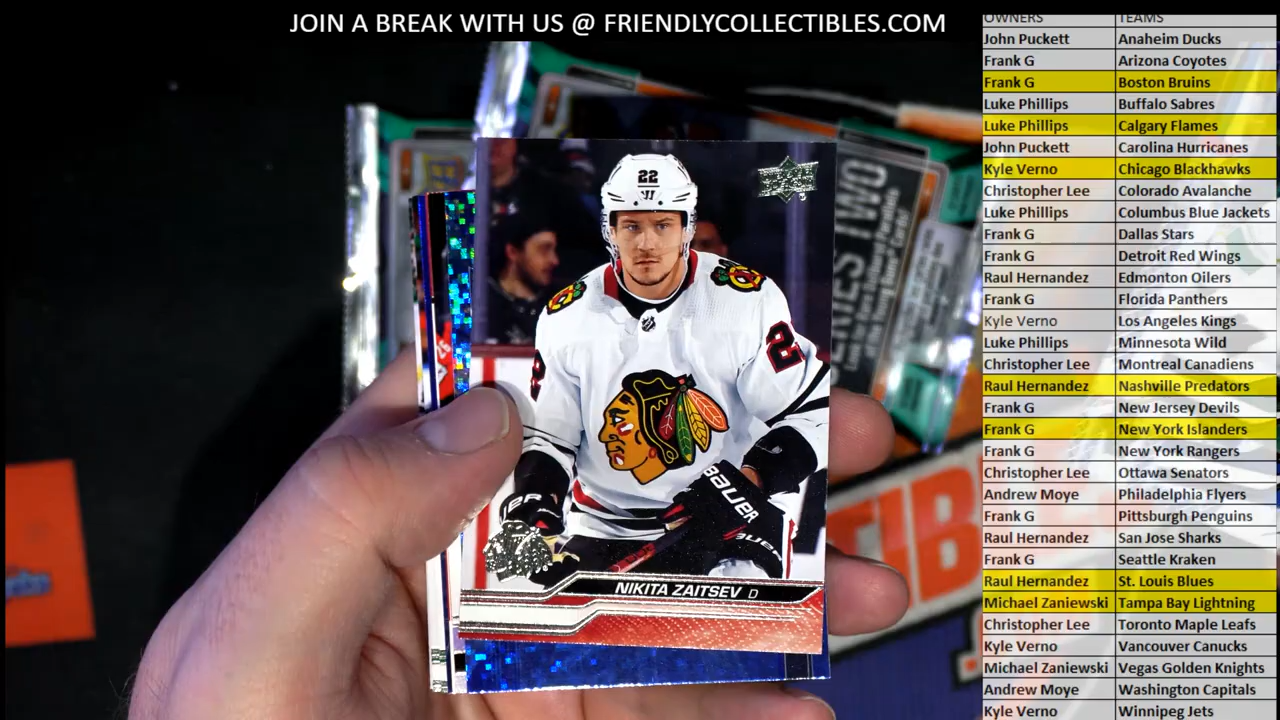 JOIN A BREAK WITH US @ FRIENDLYCOLLECTIBLES.COM
OWNERS TEAMS
John Puckett Anaheim Ducks
Frank G Arizona Coyotes
Frank G Boston Bruins
Luke Phillips Buffalo Sabres
Luke Phillips Calgary Flames
John Puckett Carolina Hurricanes
Kyle Verno Chicago Blackhawks
Christopher Lee Colorado Avalanche
Luke Phillips Columbus Blue Jackets
Frank G Dallas Stars
Frank G Detroit Red Wings
Raul Hernandez Edmonton Oilers
Frank G Florida Panthers
Kyle Verno Los Angeles Kings
Luke Phillips Minnesota Wild
Christopher Lee Montreal Canadiens
Raul Hernandez Nashville Predators
Frank G New Jersey Devils
Frank G New York Islanders
Frank G New York Rangers
Christopher Lee Ottawa Senators
Andrew Moye Philadelphia Flyers
Frank G Pittsburgh Penguins
Raul Hernandez San Jose Sharks
Frank G Seattle Kraken
Raul Hernandez St. Louis Blues
Michael Zaniewski Tampa Bay Lightning
Christopher Lee Toronto Maple Leafs
Kyle Verno Vancouver Canucks
Michael Zaniewski Vegas Golden Knights
Andrew Moye Washington Capitals
Kyle Verno Winnipeg Jets
22
22
BAUER
BAUER
NIKITA ZAITSEV D
SERIES TWO
TIB